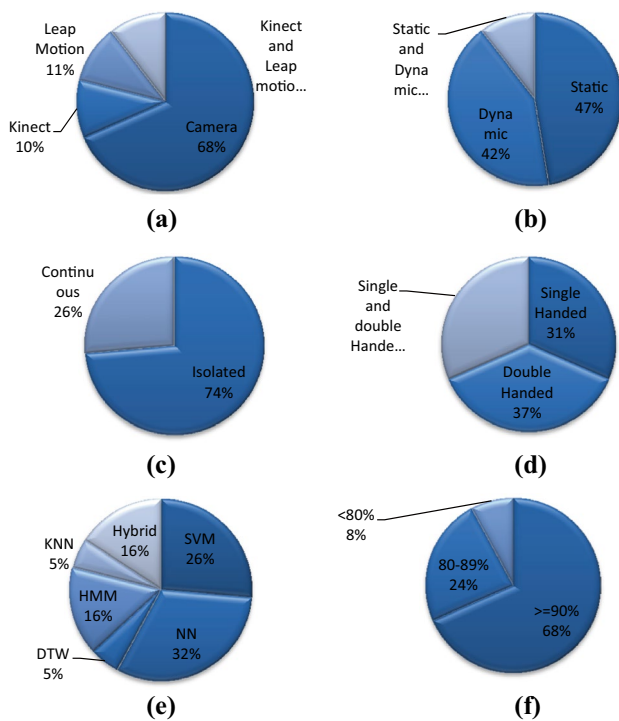 Leap
Motion
11%
Kinect
and
Leap
motio...
Kinect
10%
Camera
68%
(a)
Static
and
Dyna
mic...
Static
47%
Dyna
mic
42%
(b)
Continu
ous
26%
Isolated
74%
(c)
Single
and
double
Hande...
Single
Handed
31%
Double
Handed
37%
(d)
Hybrid
16%
SVM
26%
KNN
5%
HMM
16%
DTW
5%
NN
32%
(e)
<80%
8%
80-89%
24%
>=90%
68%
(f)